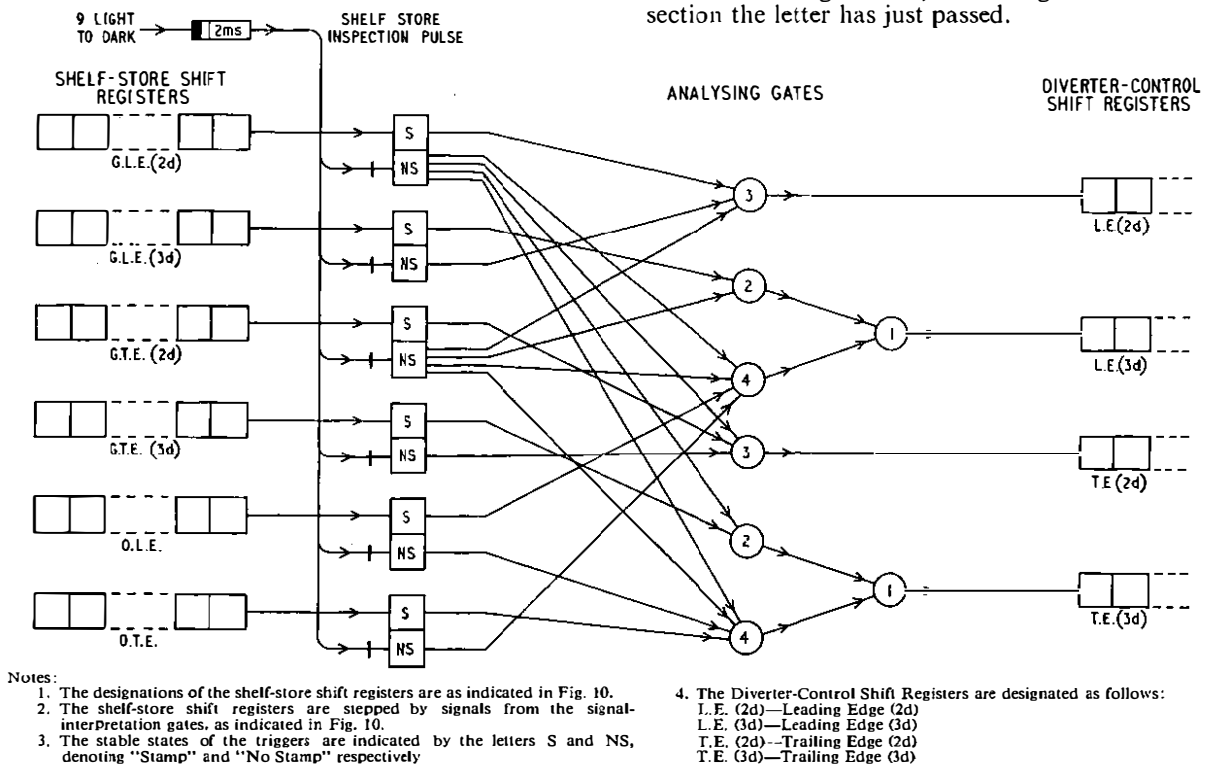 section the letter has just passed.
9 LIGHT
TO DARK
2ms
SHELF STORE
INSPECTION PULSE
SHELF-STORE SHIFT
REGISTERS
ANALYSING GATES
DIVERTER-CONTROL
SHIFT REGISTERS
G.L.E.(2d)
S
NS
3
L.E.(2d)
G.L.E.(3d)
S
NS
2
1
L.E.(3d)
G.T.E.(2d)
S
NS
4
G.T.E. (3d)
S
NS
3
T.E.(2d)
O.L.E.
S
NS
2
1
T.E.(3d)
O.T.E.
S
NS
4
Notes:
1. The designations of the shelf-store shift registers are as indicated in Fig. 10.
2. The shelf-store shift registers are stepped by signals from the signal-
interpretation gates, as indicated in Fig. 10.
3. The stable states of the triggers are indicated by the letters S and NS,
denoting "Stamp" and "No Stamp" respectively
4. The Diverter-Control Shift Registers are designated as follows:
L.E. (2d)—Leading Edge (2d)
L.E. (3d)—Leading Edge (3d)
T.E. (2d)—Trailing Edge (2d)
T.E. (3d)—Trailing Edge (3d)